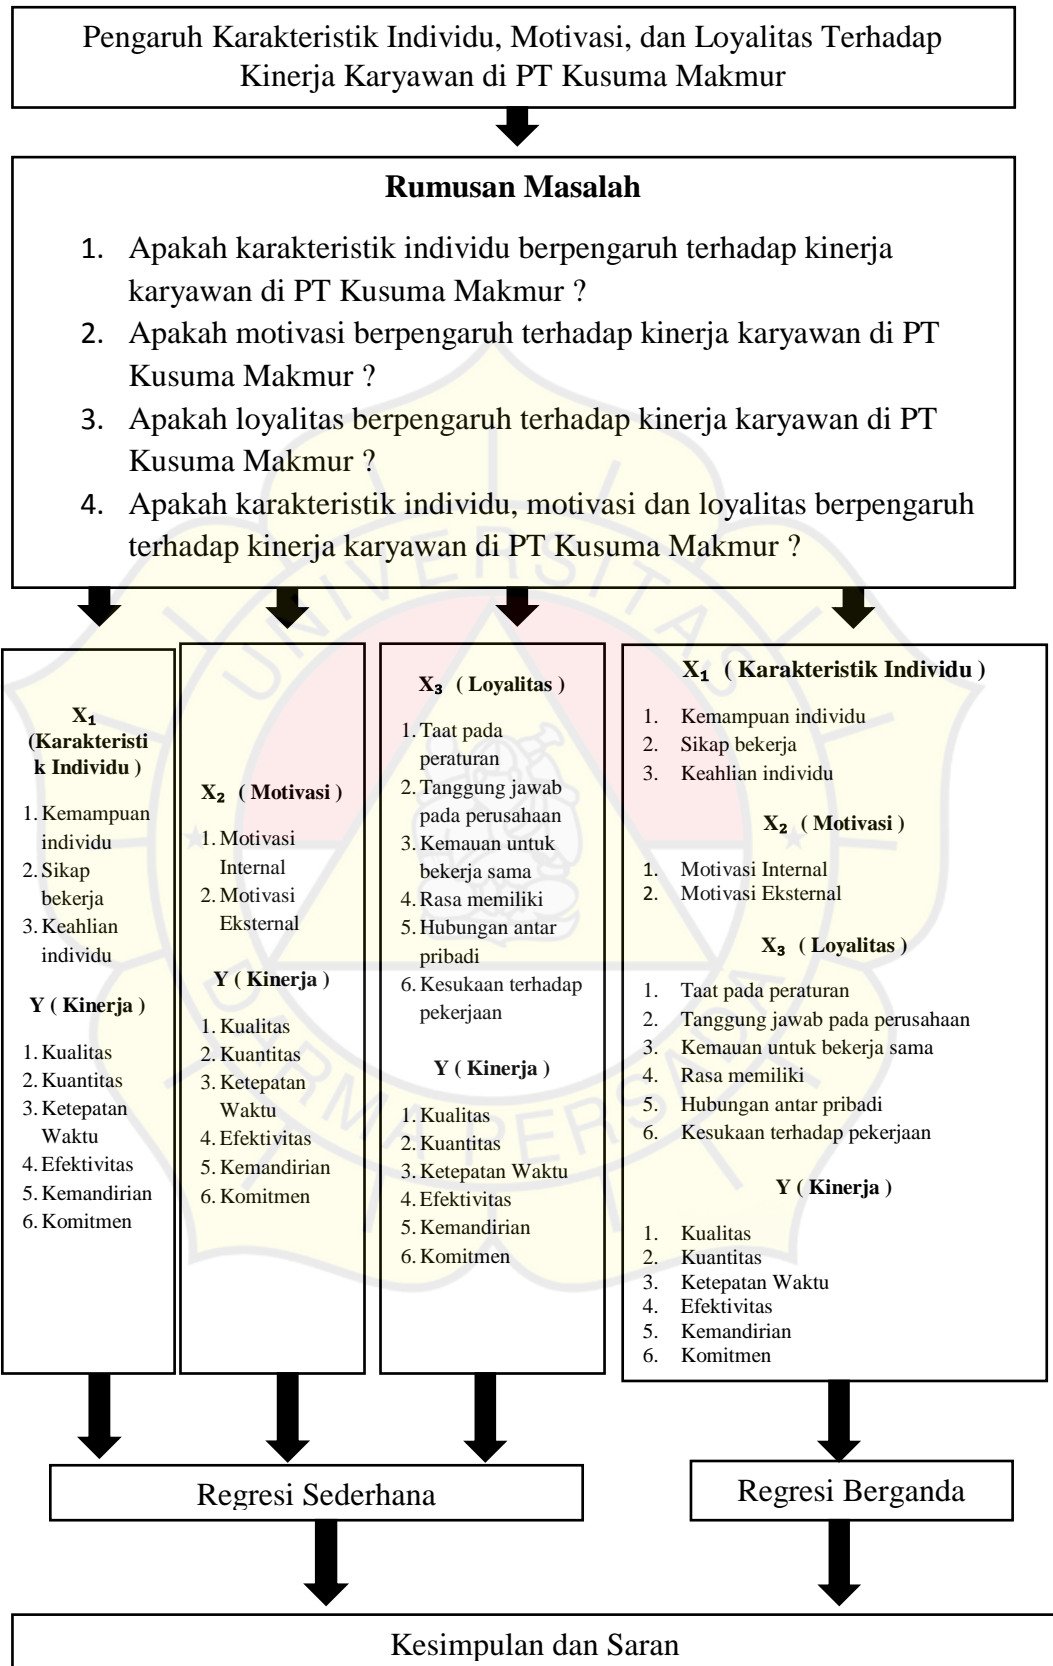 Pengaruh Karakteristik Individu, Motivasi, dan Loyalitas Terhadap
Kinerja Karyawan di PT Kusuma Makmur
Rumusan Masalah
1. Apakah karakteristik individu berpengaruh terhadap kinerja
karyawan di PT Kusuma Makmur ?
2. Apakah motivasi berpengaruh terhadap kinerja karyawan di PT
Kusuma Makmur ?
3. Apakah loyalitas berpengaruh terhadap kinerja karyawan di PT
Kusuma Makmur ?
4. Apakah karakteristik individu, motivasi dan loyalitas berpengaruh
terhadap kinerja karyawan di PT Kusuma Makmur ?
X₁
(Karakteristi
k Individu )
1. Kemampuan
individu
2. Sikap
bekerja
3. Keahlian
individu
Y ( Kinerja )
1. Kualitas
2. Kuantitas
3. Ketepatan
Waktu
4. Efektivitas
5. Kemandirian
6. Komitmen
X₂ ( Motivasi )
1. Motivasi
Internal
2. Motivasi
Eksternal
Y ( Kinerja )
1. Kualitas
2. Kuantitas
3. Ketepatan
Waktu
4. Efektivitas
5. Kemandirian
6. Komitmen
X₃ ( Loyalitas )
1. Taat pada
peraturan
2. Tanggung jawab
pada perusahaan
3. Kemauan untuk
bekerja sama
4. Rasa memiliki
5. Hubungan antar
pribadi
6. Kesukaan terhadap
pekerjaan
Y ( Kinerja )
1. Kualitas
2. Kuantitas
3. Ketepatan Waktu
4. Efektivitas
5. Kemandirian
6. Komitmen
X₁ ( Karakteristik Individu )
1. Kemampuan individu
2. Sikap bekerja
3. Keahlian individu
X₂ ( Motivasi )
1. Motivasi Internal
2. Motivasi Eksternal
X₃ ( Loyalitas )
1. Taat pada peraturan
2. Tanggung jawab pada perusahaan
3. Kemauan untuk bekerja sama
4. Rasa memiliki
5. Hubungan antar pribadi
6. Kesukaan terhadap pekerjaan
Y ( Kinerja )
1. Kualitas
2. Kuantitas
3. Ketepatan Waktu
4. Efektivitas
5. Kemandirian
6. Komitmen
Regresi Sederhana
Regresi Berganda
Kesimpulan dan Saran
UNIVERSITAS
DARMA PERSADA